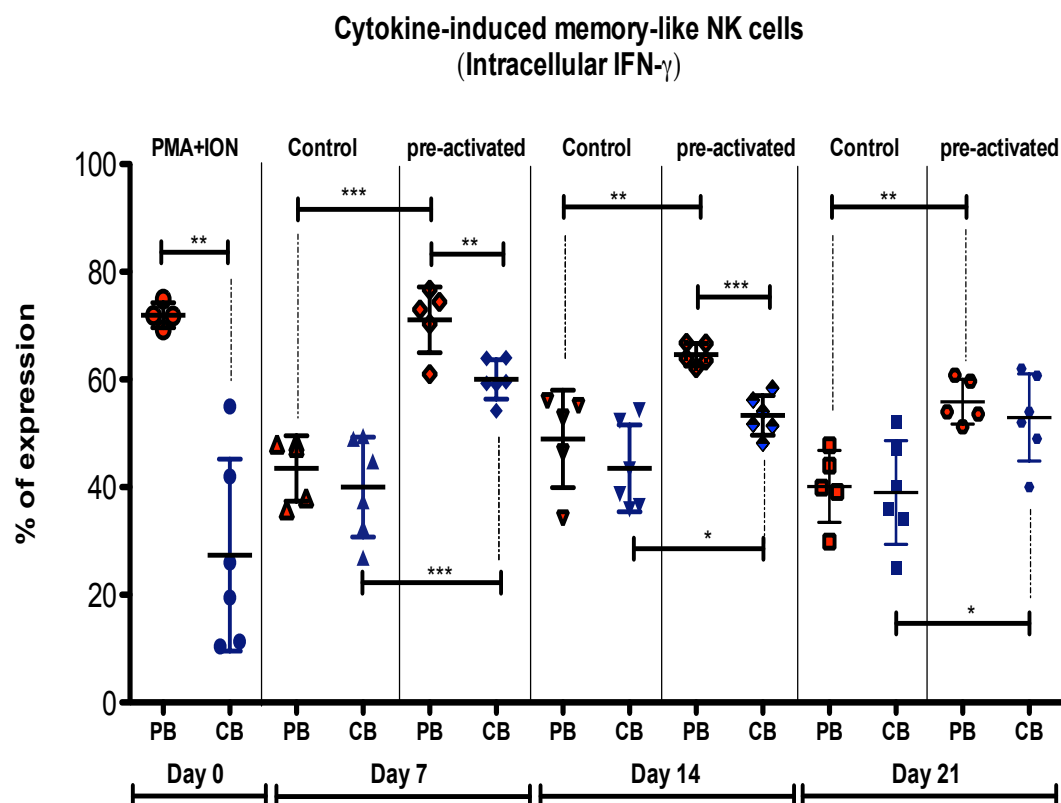 Cytokine-induced memory-like NK cells
(Intracellular IFN-γ)
PMA+ION Control pre-activated Control pre-activated Control pre-activated
% of expression
100
80
60
40
20
0
** *** ** ** *** **
*** * *
PB CB PB CB PB CB PB CB PB CB PB CB PB CB
Day 0 Day 7 Day 14 Day 21